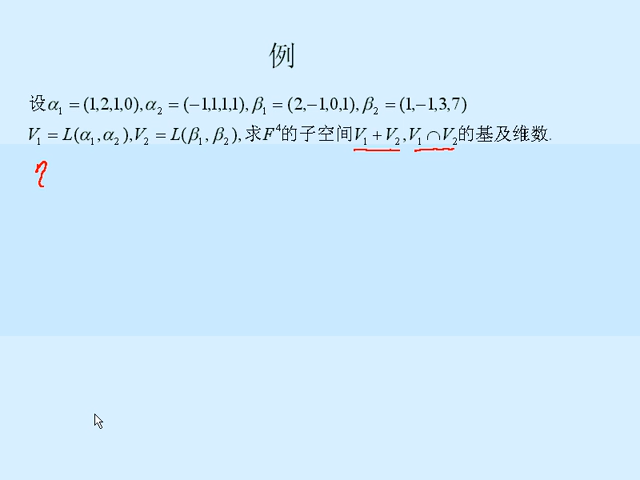 例
设α₁=(1,2,1,0),α₂=(-1,1,1,1),β₁=(2,-1,0,1),β₂=(1,-1,3,7)
V₁=L(α₁,α₂),V₂=L(β₁,β₂),求F⁴的子空间V₁+V₂,V₁∩V₂的基及维数.